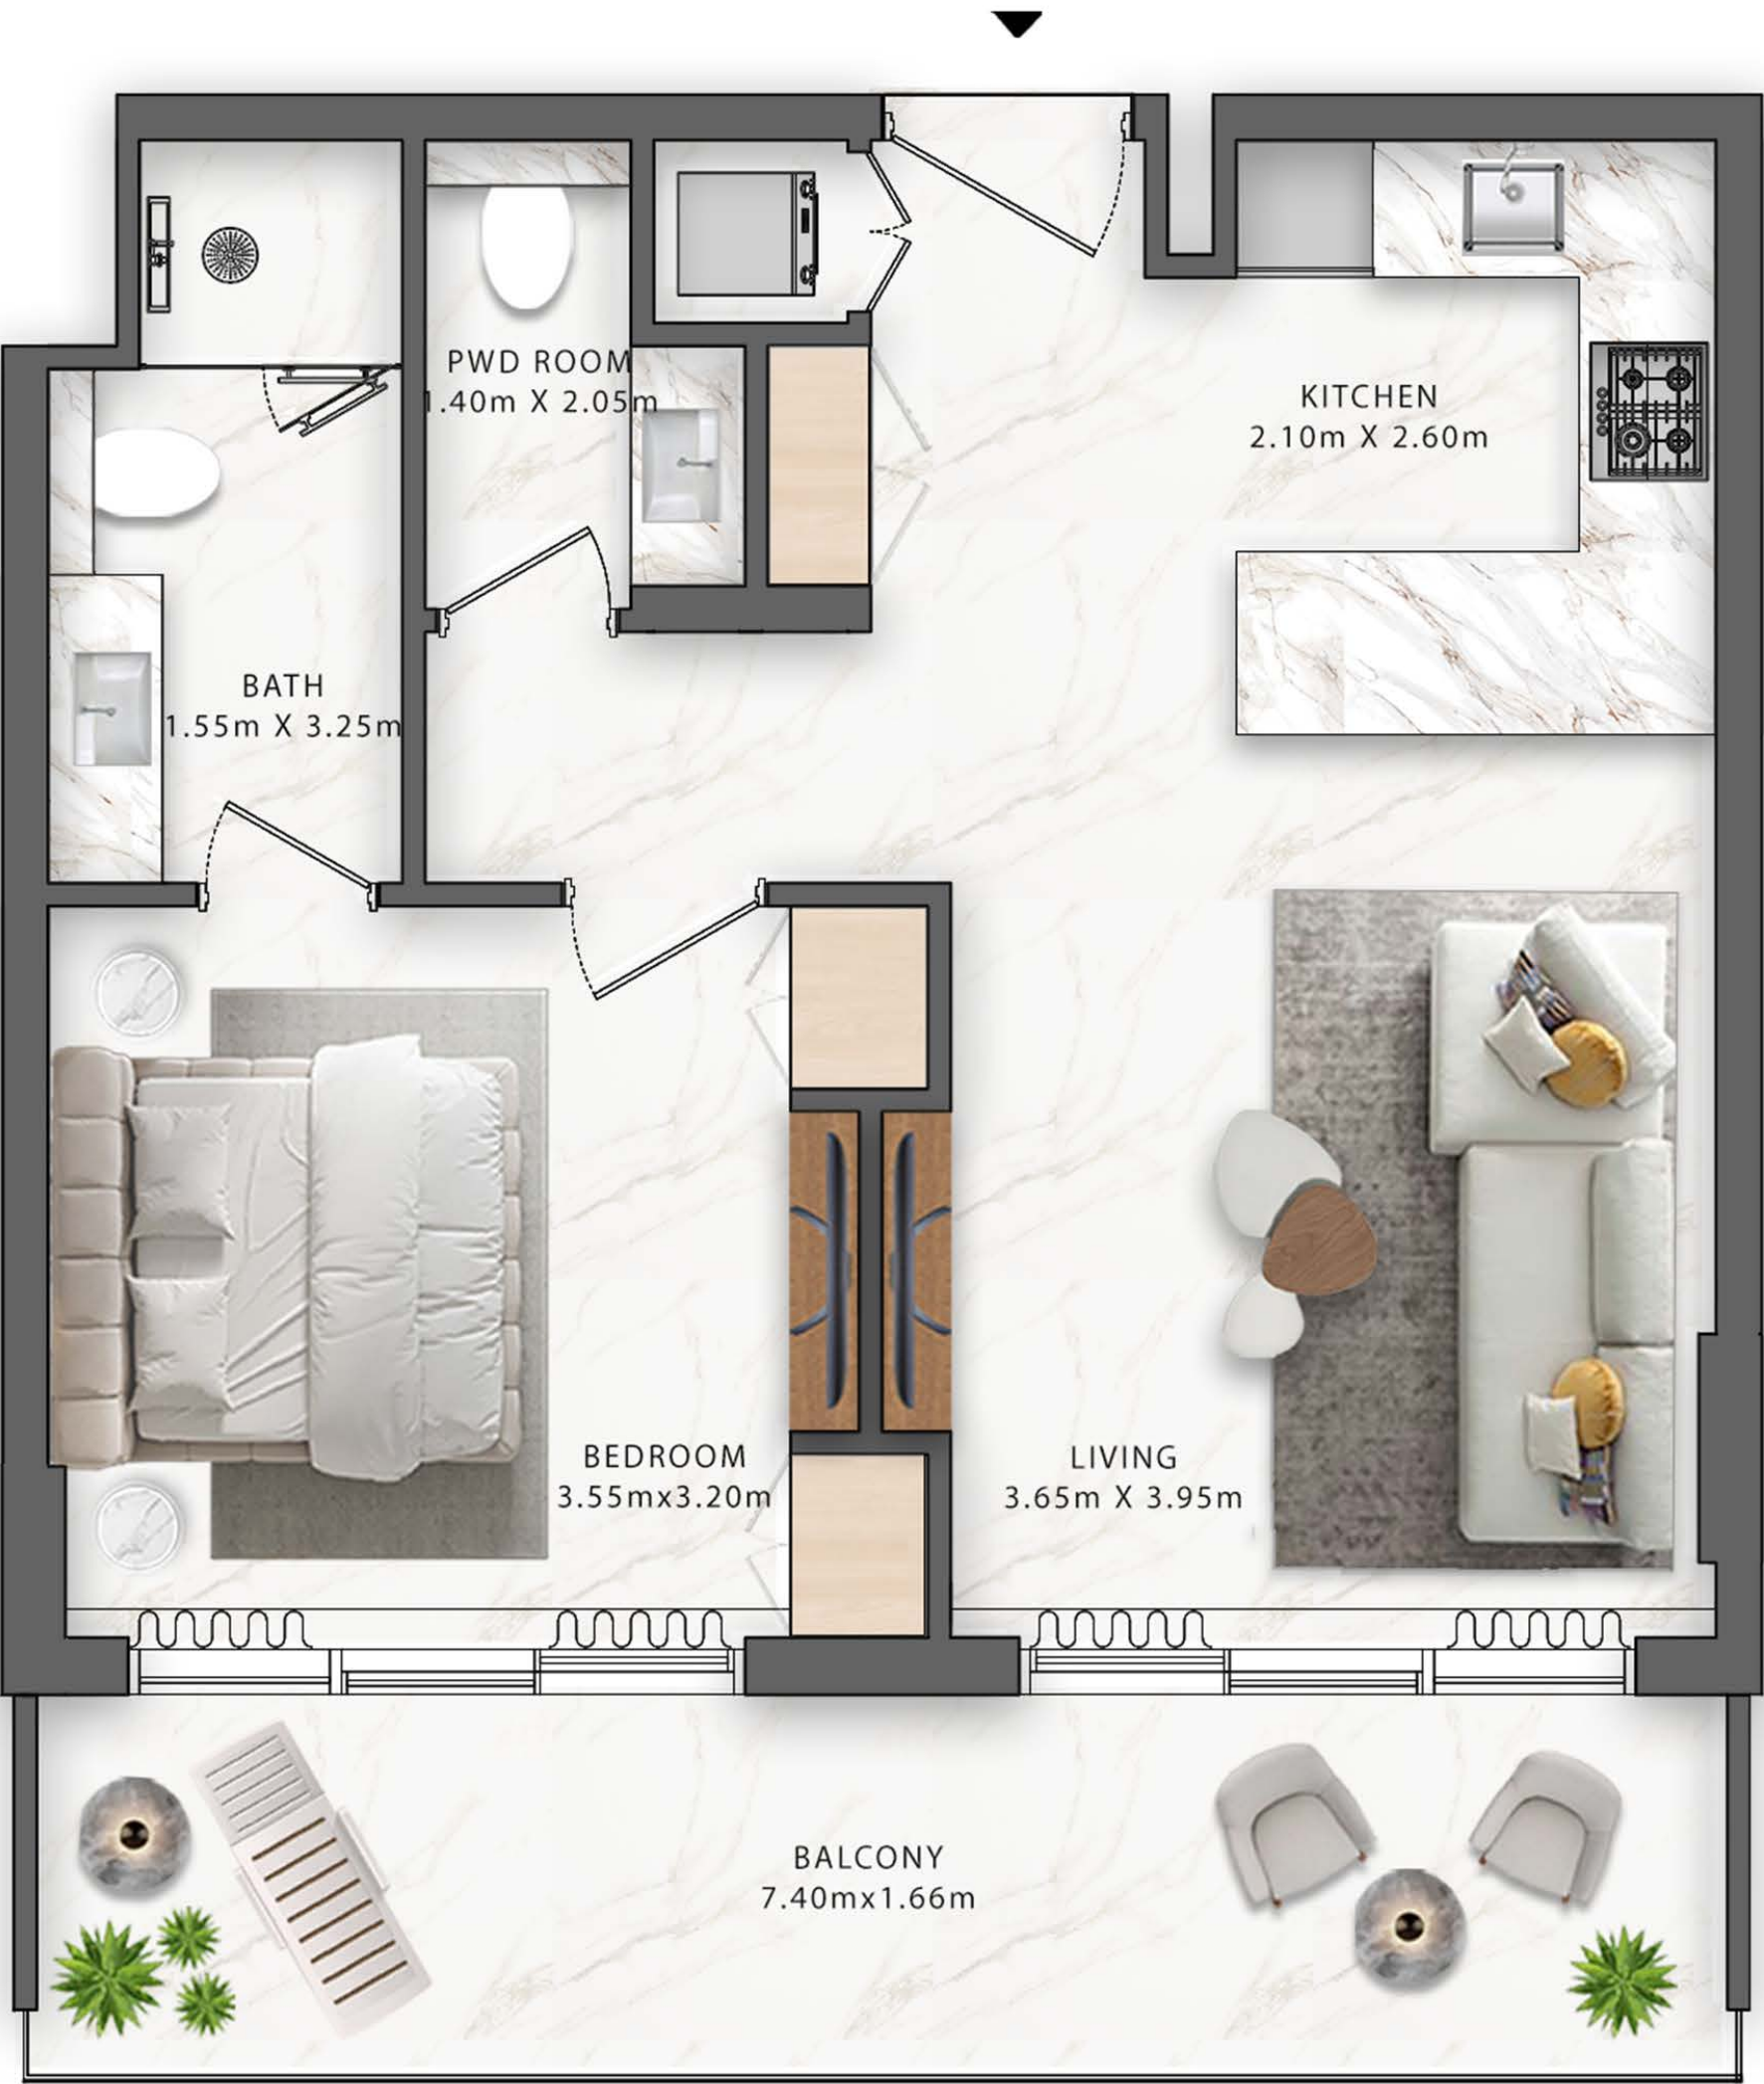 PWD ROOM
1.40m X 2.05m
KITCHEN
2.10m X 2.60m
BATH
1.55m X 3.25m
BEDROOM
3.55mx3.20m
LIVING
3.65m X 3.95m
BALCONY
7.40mx1.66m